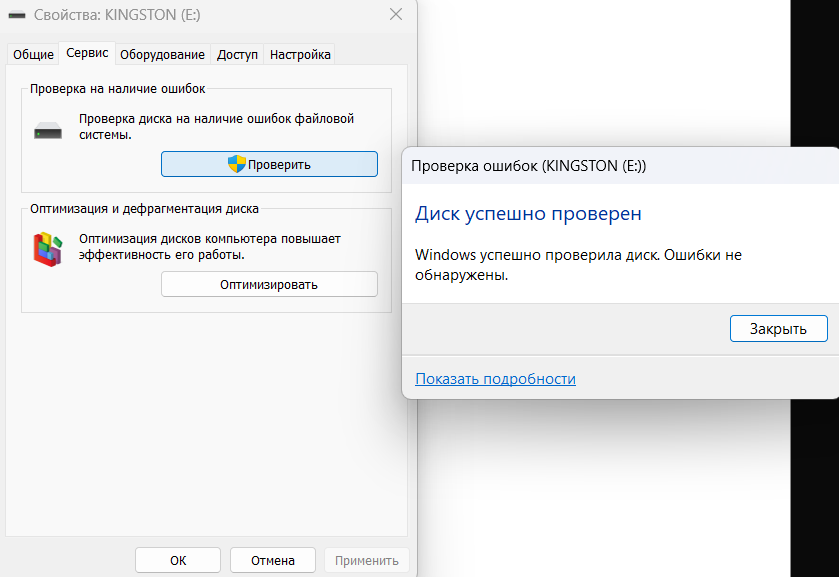 Свойства: KINGSTON (E:)
Общие Сервис Оборудование Доступ Настройка
Проверка на наличие ошибок
Проверка диска на наличие ошибок файловой
системы.
Проверить
Оптимизация и дефрагментация диска
Оптимизация дисков компьютера повышает
эффективность его работы.
Оптимизировать
ОК Отмена Применить
Проверка ошибок (KINGSTON (E:))
Диск успешно проверен
Windows успешно проверила диск. Ошибки не
обнаружены.
Закрыть
Показать подробности